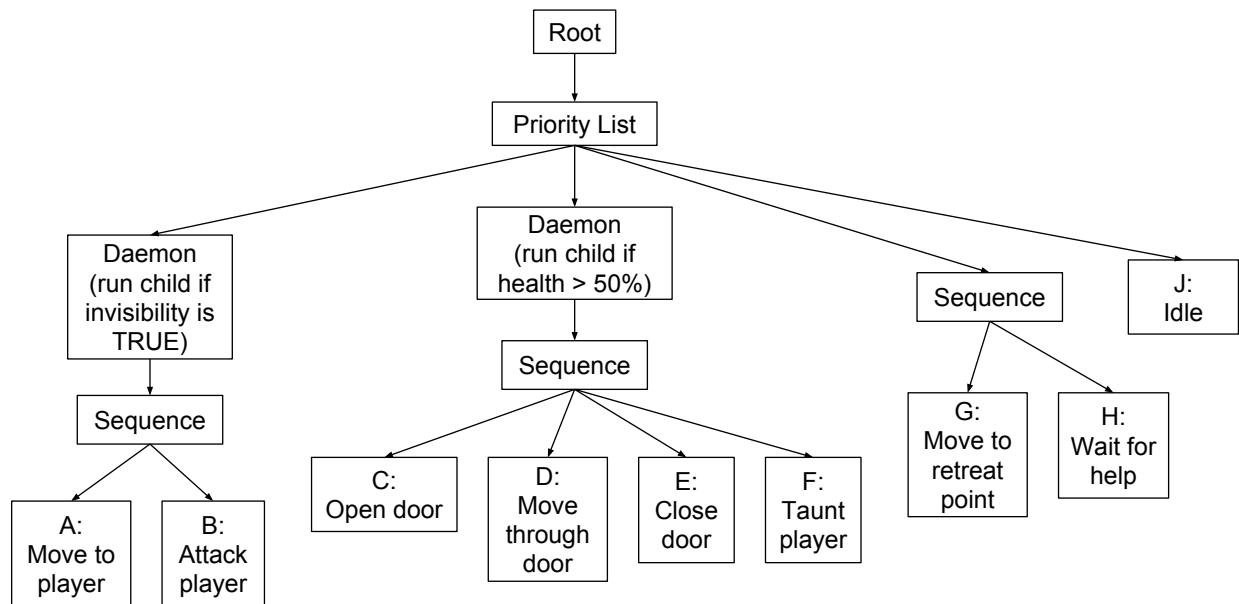 Root
Priority List
Daemon
(run child if
invisibility is
TRUE)
Daemon
(run child if
health > 50%)
Sequence
J:
Idle
Sequence
Sequence
A:
Move to
player
B:
Attack
player
C:
Open door
D:
Move
through
door
E:
Close
door
F:
Taunt
player
G:
Move to
retreat
point
H:
Wait for
help